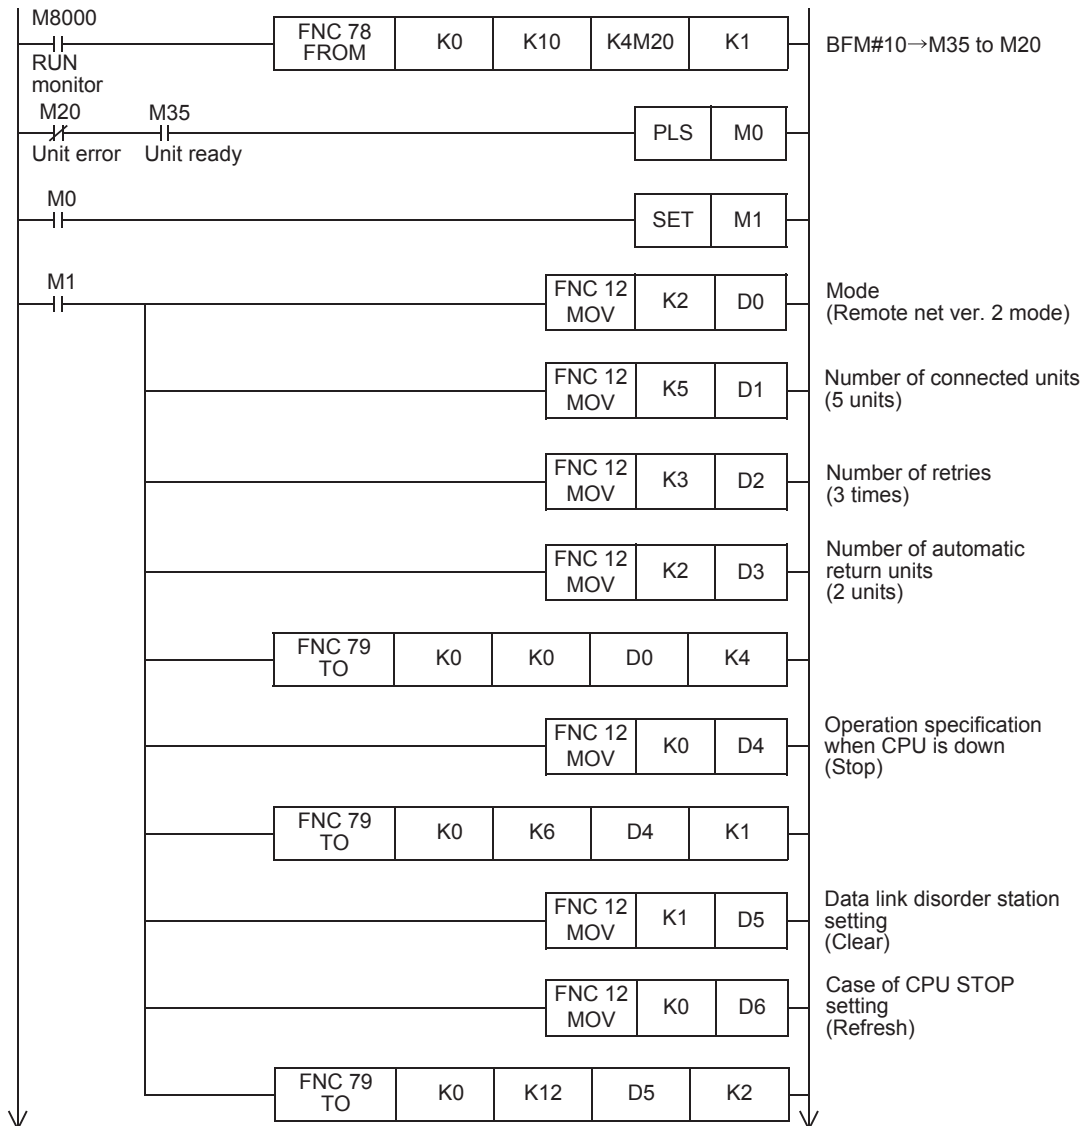 M8000
FNC 78
FROM
K0
K10
K4M20
K1
BFM#10→M35 to M20
RUN
monitor
M20
M35
PLS
M0
Unit error
Unit ready
M0
SET
M1
M1
FNC 12
MOV
K2
D0
Mode
(Remote net ver. 2 mode)
FNC 12
MOV
K5
D1
Number of connected units
(5 units)
FNC 12
MOV
K3
D2
Number of retries
(3 times)
FNC 12
MOV
K2
D3
Number of automatic
return units
(2 units)
FNC 79
TO
K0
K0
D0
K4
FNC 12
MOV
K0
D4
Operation specification
when CPU is down
(Stop)
FNC 79
TO
K0
K6
D4
K1
FNC 12
MOV
K1
D5
Data link disorder station
setting
(Clear)
FNC 12
MOV
K0
D6
Case of CPU STOP
setting
(Refresh)
FNC 79
TO
K0
K12
D5
K2